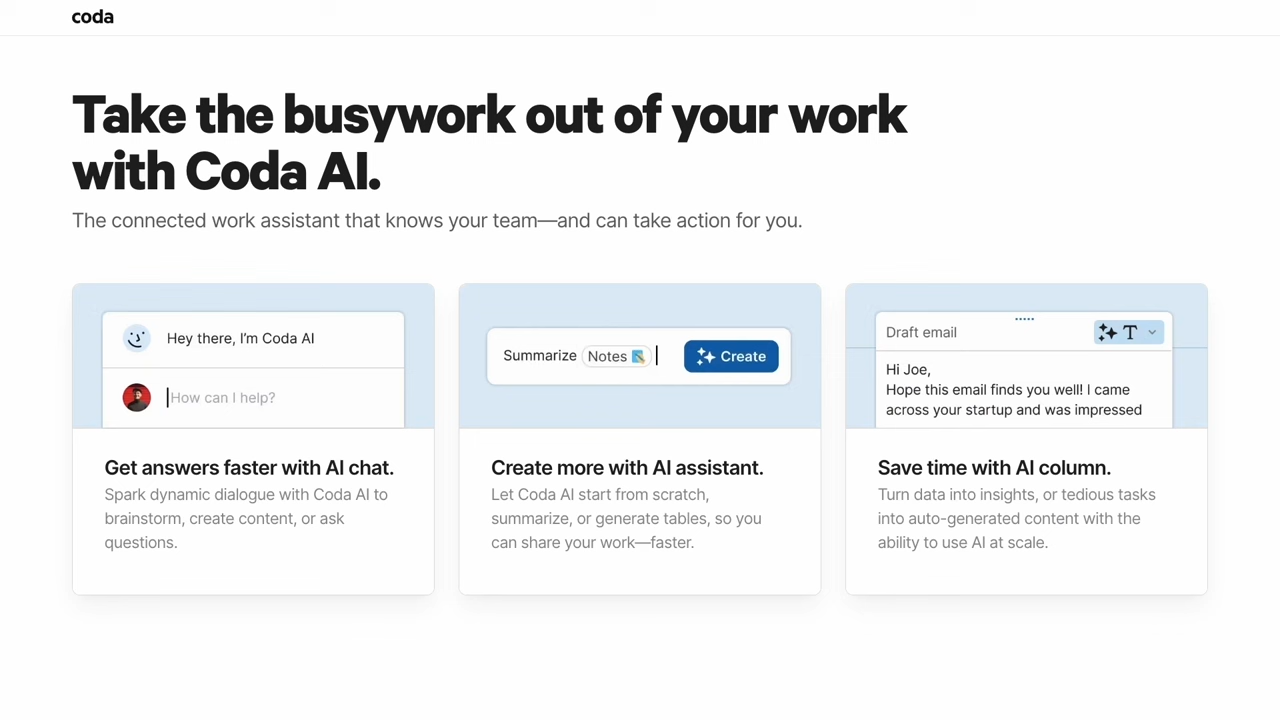 coda
Take the busywork out of your work
with Coda AI.
The connected work assistant that knows your team—and can take action for you.
Hey there, I’m Coda AI
How can I help?
Get answers faster with AI chat.
Spark dynamic dialogue with Coda AI to
brainstorm, create content, or ask
questions.
Summarize Notes
Create
Create more with AI assistant.
Let Coda AI start from scratch,
summarize, or generate tables, so you
can share your work—faster.
Draft email
T
Hi Joe,
Hope this email finds you well! I came
across your startup and was impressed
Save time with AI column.
Turn data into insights, or tedious tasks
into auto-generated content with the
ability to use AI at scale.